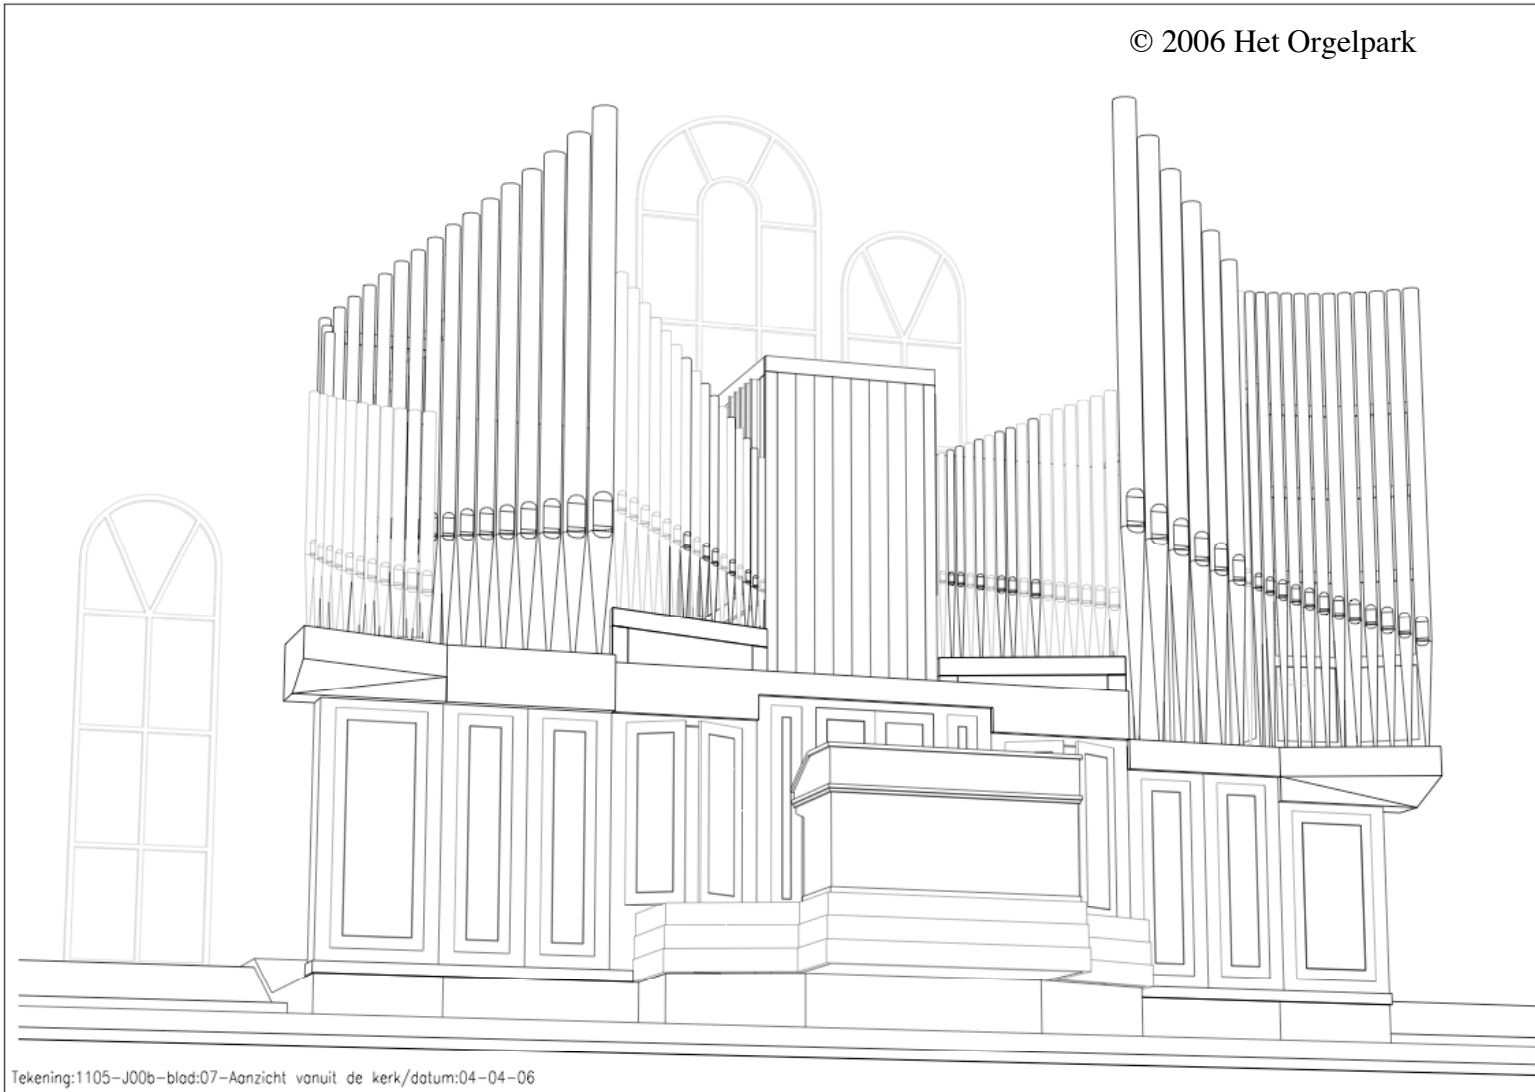 © 2006 Het Orgelpark
Tekening:1105-J00b-blad:07-Aanzicht vanuit de kerk/datum:04-04-06